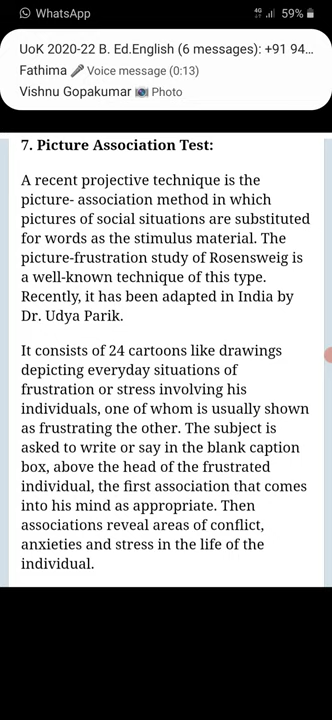 WhatsApp 4G 59%
UoK 2020-22 B. Ed.English (6 messages): +91 94...
Fathima 🎤 Voice message (0:13)
Vishnu Gopakumar 📷 Photo
7. Picture Association Test:
A recent projective technique is the
picture- association method in which
pictures of social situations are substituted
for words as the stimulus material. The
picture-frustration study of Rosensweig is
a well-known technique of this type.
Recently, it has been adapted in India by
Dr. Udya Parik.
It consists of 24 cartoons like drawings
depicting everyday situations of
frustration or stress involving his
individuals, one of whom is usually shown
as frustrating the other. The subject is
asked to write or say in the blank caption
box, above the head of the frustrated
individual, the first association that comes
into his mind as appropriate. Then
associations reveal areas of conflict,
anxieties and stress in the life of the
individual.